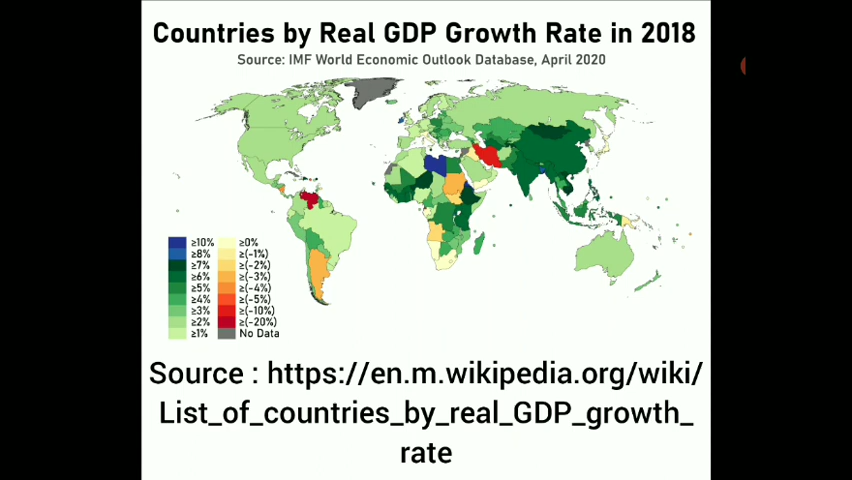 Countries by Real GDP Growth Rate in 2018
Source: IMF World Economic Outlook Database, April 2020
≥10% ≥0%
≥8% ≥(-1%)
≥7% ≥(-2%)
≥6% ≥(-3%)
≥5% ≥(-4%)
≥4% ≥(-5%)
≥3% ≥(-10%)
≥2% ≥(-20%)
≥1% No Data
Source : https://en.m.wikipedia.org/wiki/
List_of_countries_by_real_GDP_growth_
rate